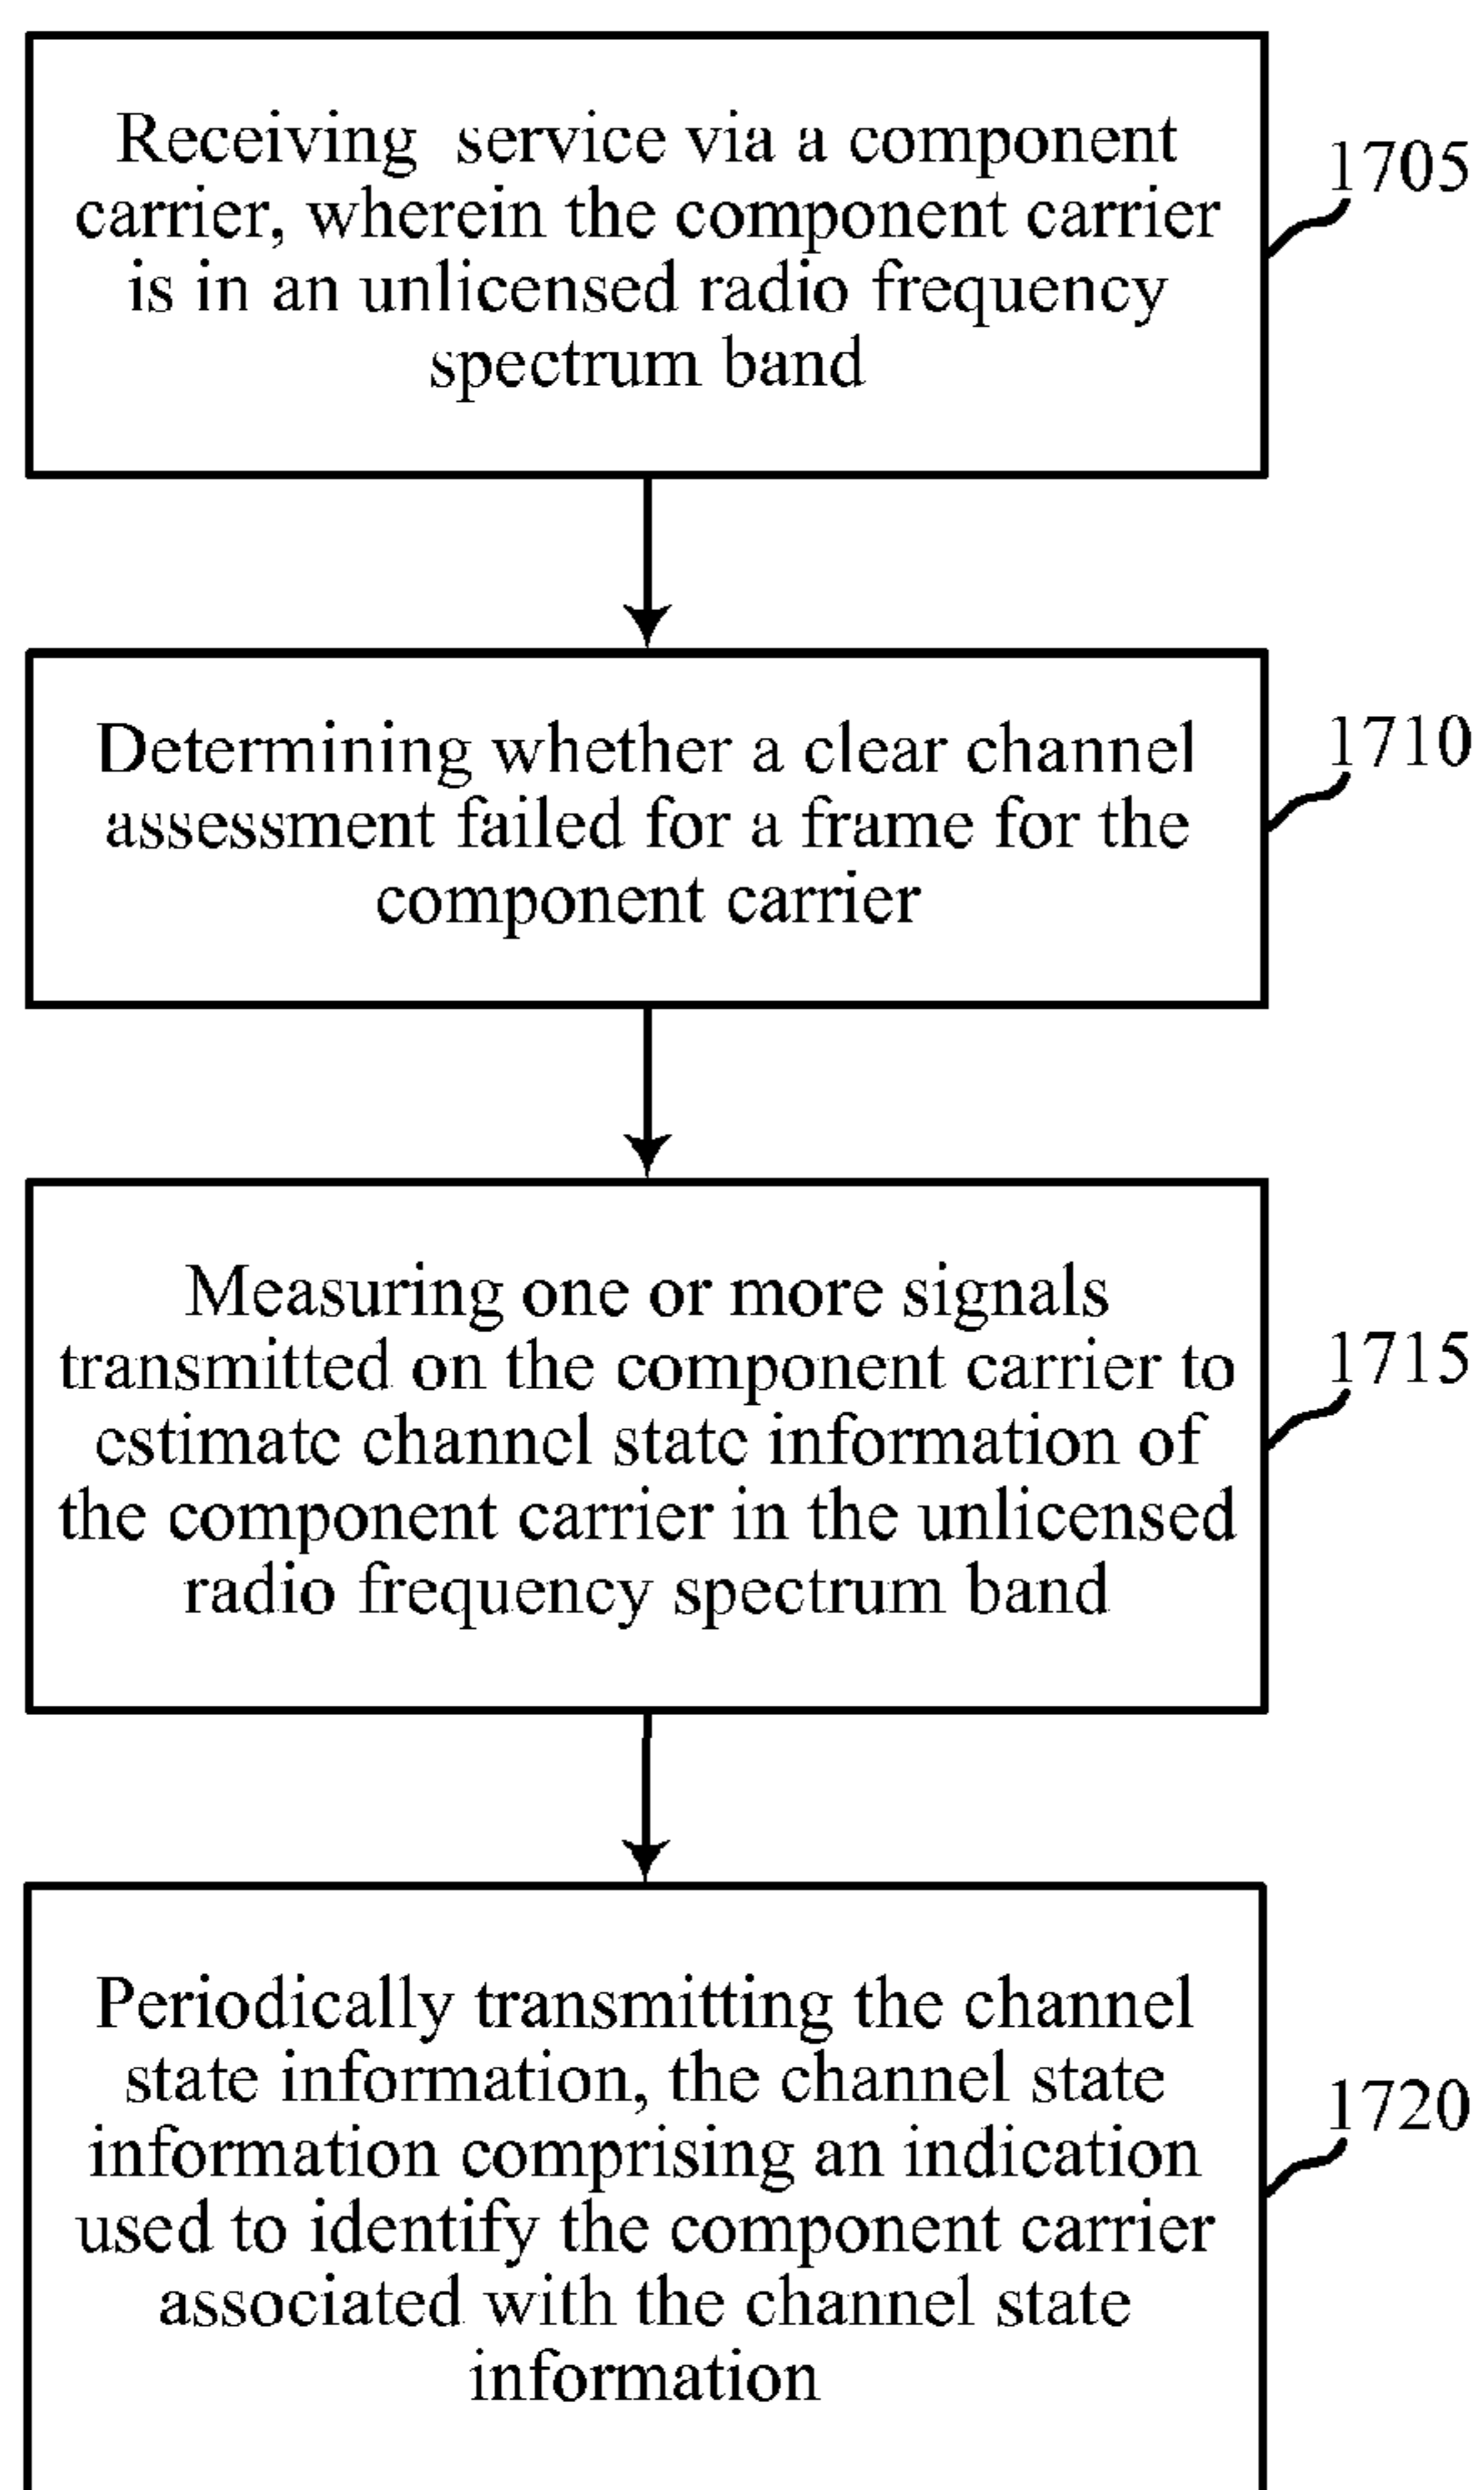 Receiving service via a component
carrier, wherein the component carrier
is in an unlicensed radio frequency
spectrum band
1705
Determining whether a clear channel
assessment failed for a frame for the
component carrier
1710
Measuring one or more signals
transmitted on the component carrier to
estimate channel state information of
the component carrier in the unlicensed
radio frequency spectrum band
1715
Periodically transmitting the channel
state information, the channel state
information comprising an indication
used to identify the component carrier
associated with the channel state
information
1720